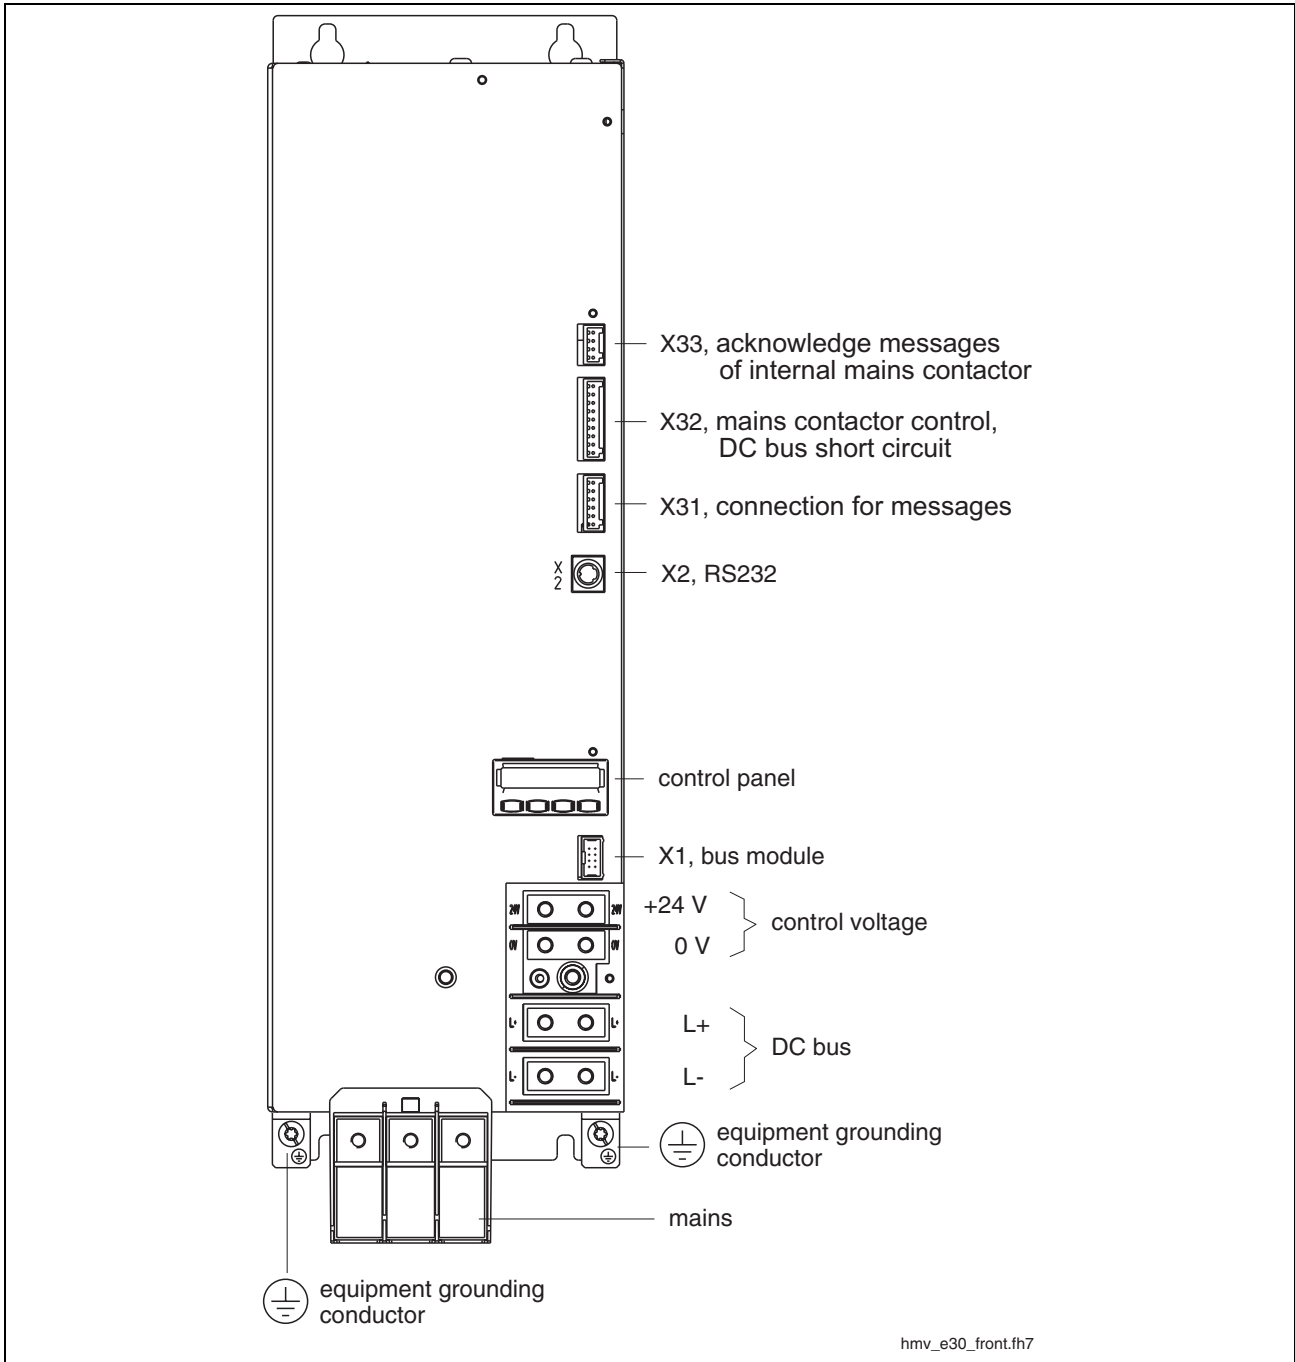 X33, acknowledge messages
of internal mains contactor
X32, mains contactor control,
DC bus short circuit
X31, connection for messages
X
2
X2, RS232
control panel
X1, bus module
24V
24V
+24 V
control voltage
0V
0V
0 V
L+
L+
L+
DC bus
L-
L-
L-
equipment grounding
conductor
mains
equipment grounding
conductor
hmv_e30_front.fh7